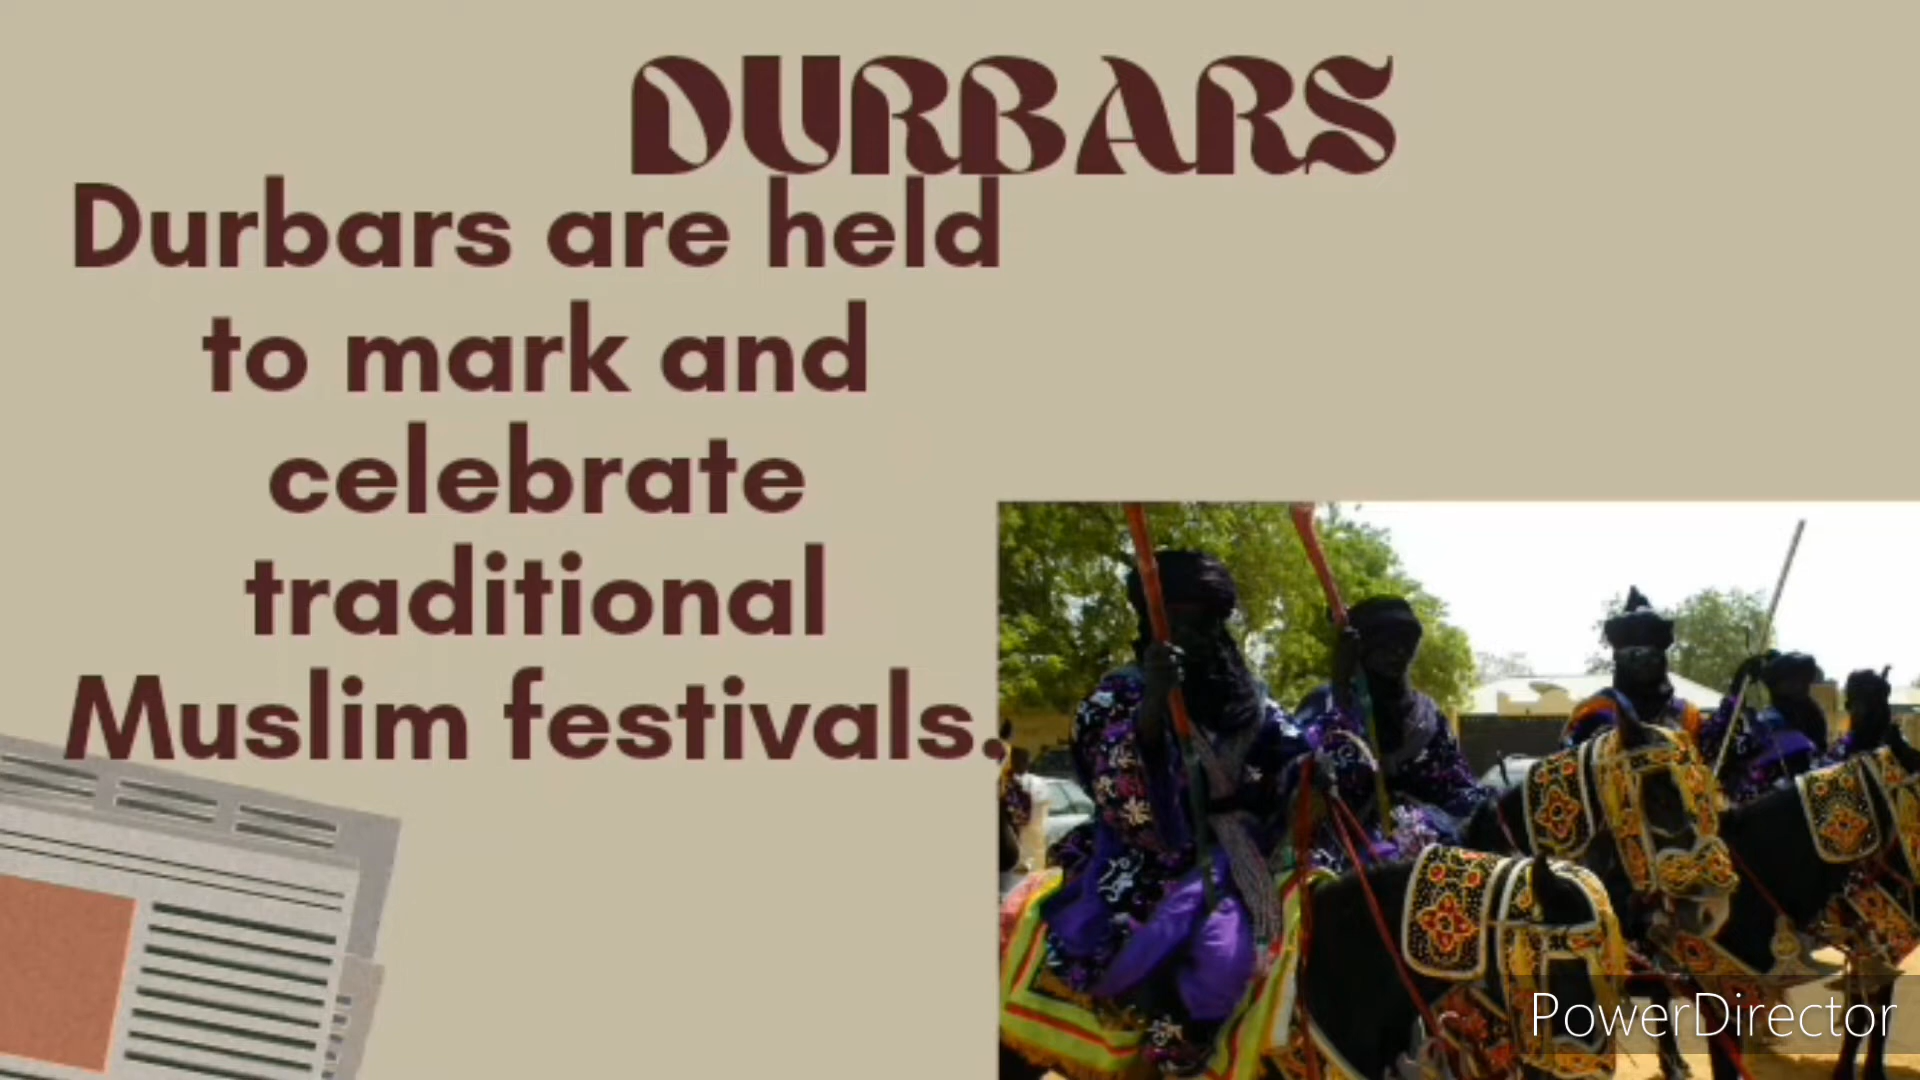 DURBARS
Durbars are held
to mark and
celebrate
traditional
Muslim festivals.
PowerDirector